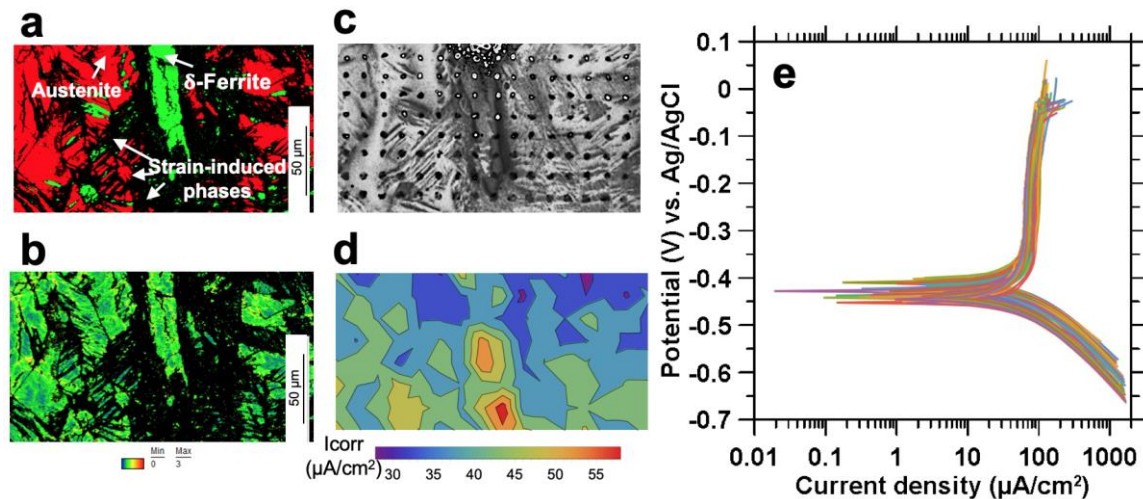 a
Austenite
δ-Ferrite
Strain-induced
phases
50 µm
b
50 µm
Min Max
0 3
c
d
Icorr
(µA/cm²)
30 35 40 45 50 55
e
0.1
0
-0.1
-0.2
-0.3
-0.4
-0.5
-0.6
-0.7
Potential (V) vs. Ag/AgCl
0.01 0.1 1 10 100 1000
Current density (µA/cm²)